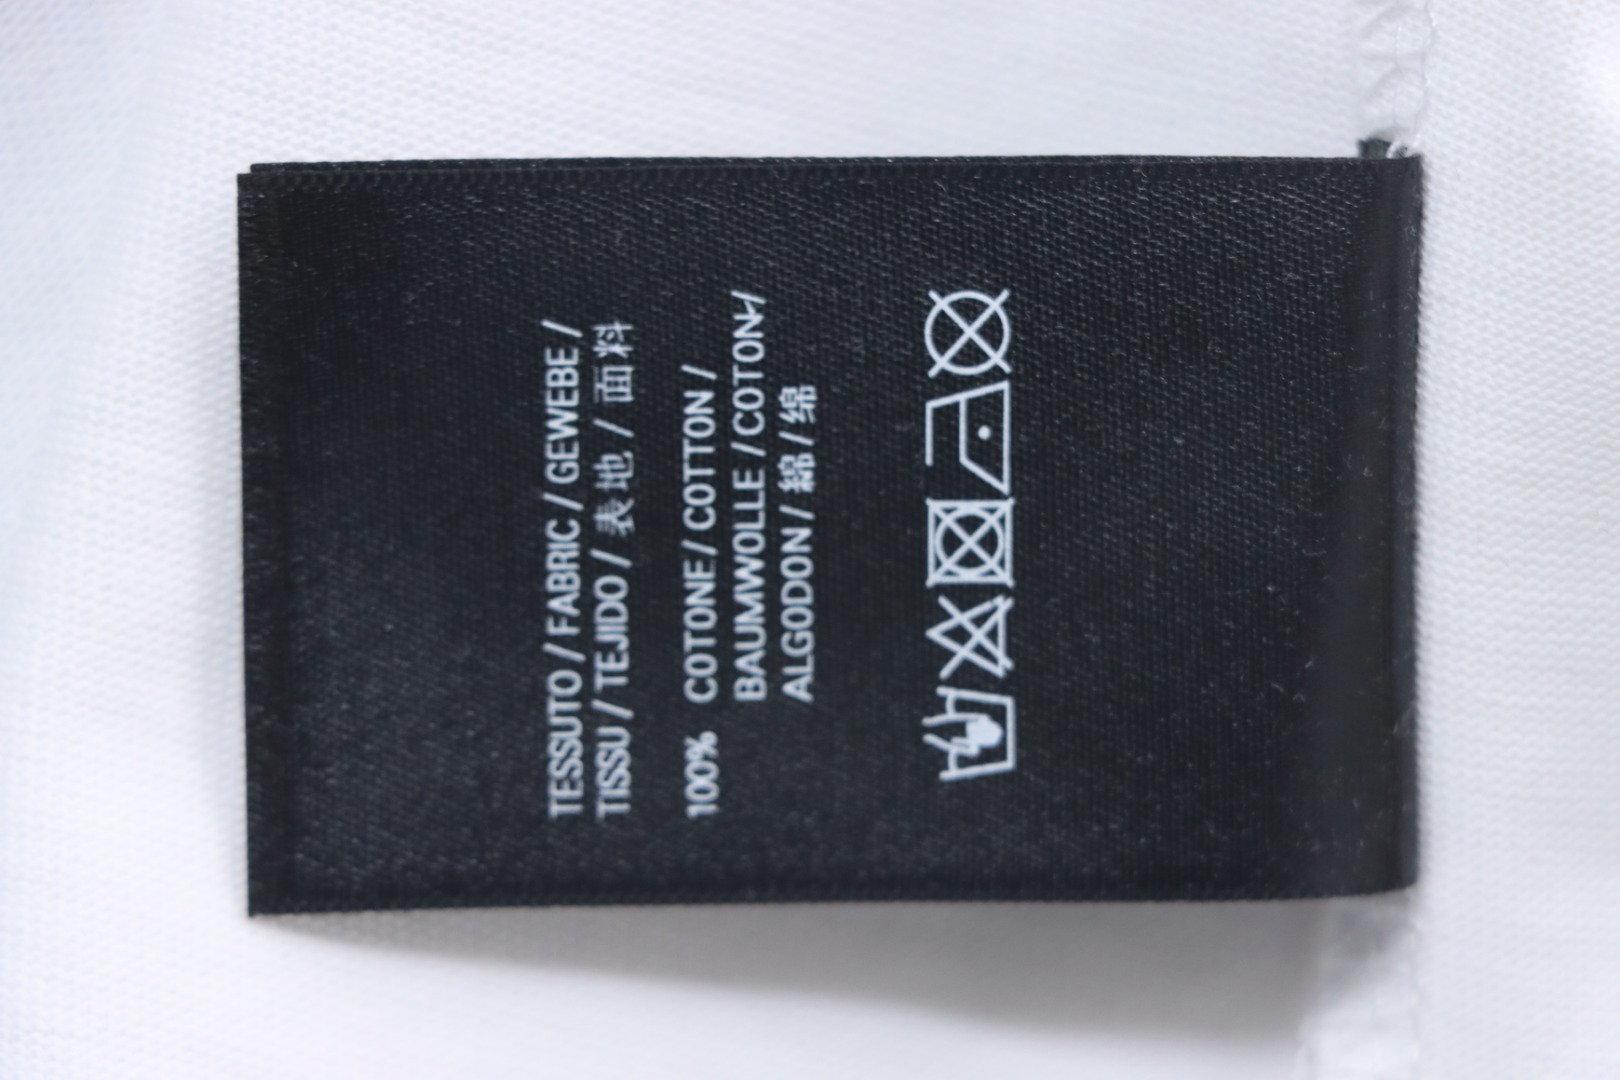 TESSUTO / FABRIC / GEWEBE /
TISSU / TEJIDO / 表地 / 面料
100% COTONE / COTTON /
BAUMWOLLE / COTON /
ALGODON / 綿 / 绵